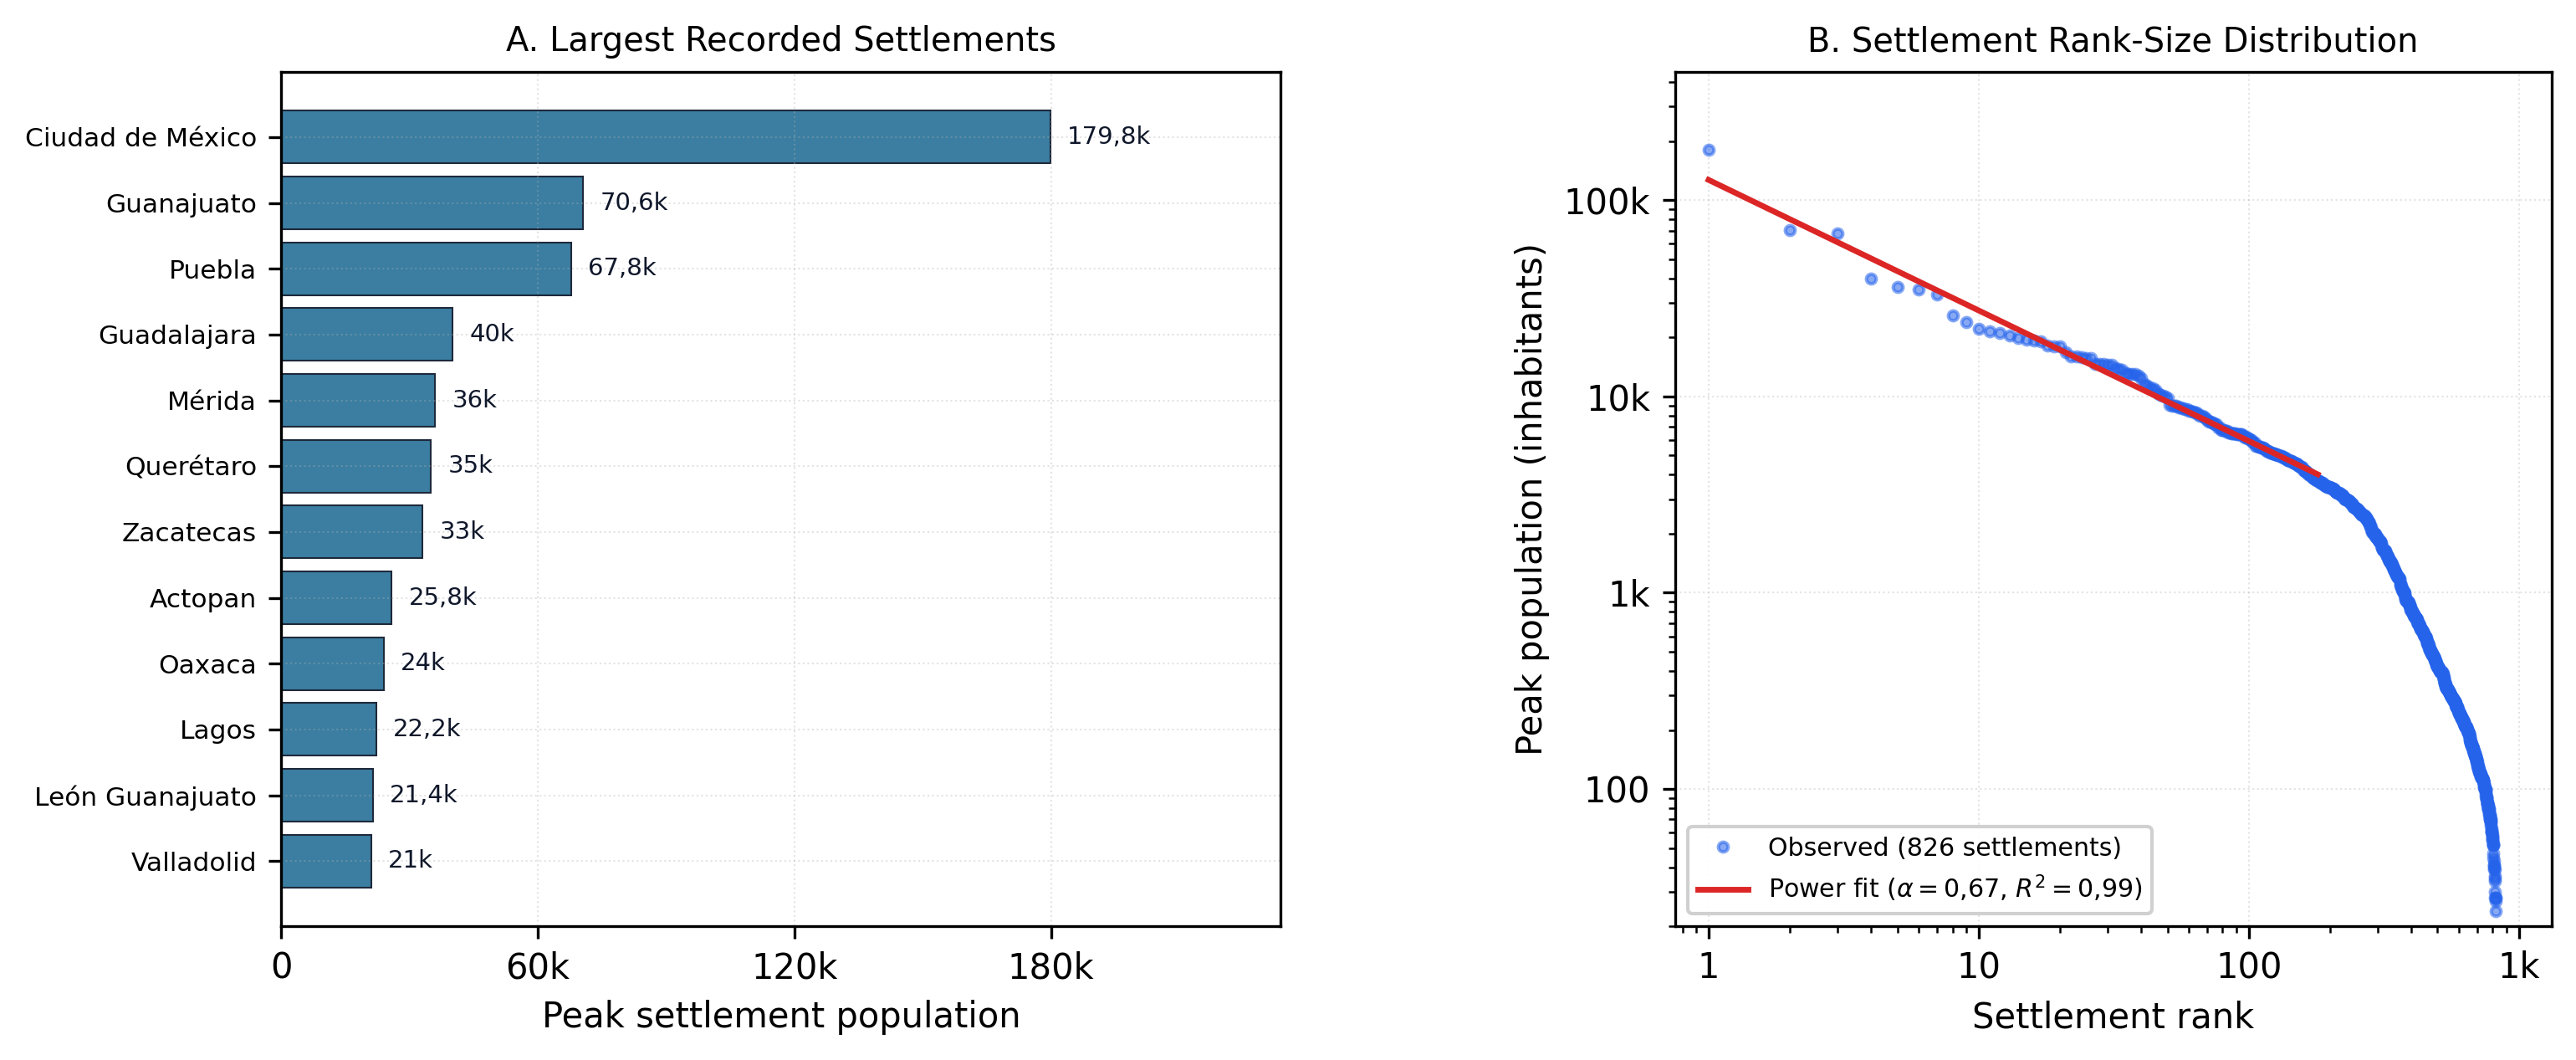 A. Largest Recorded Settlements
Ciudad de México
179,8k
Guanajuato
70,6k
Puebla
67,8k
Guadalajara
40k
Mérida
36k
Querétaro
35k
Zacatecas
33k
Actopan
25,8k
Oaxaca
24k
Lagos
22,2k
León Guanajuato
21,4k
Valladolid
21k
0 60k 120k 180k
Peak settlement population
B. Settlement Rank-Size Distribution
Peak population (inhabitants)
100k
10k
1k
100
Observed (826 settlements)
Power fit (α = 0,67, R² = 0,99)
1 10 100 1k
Settlement rank